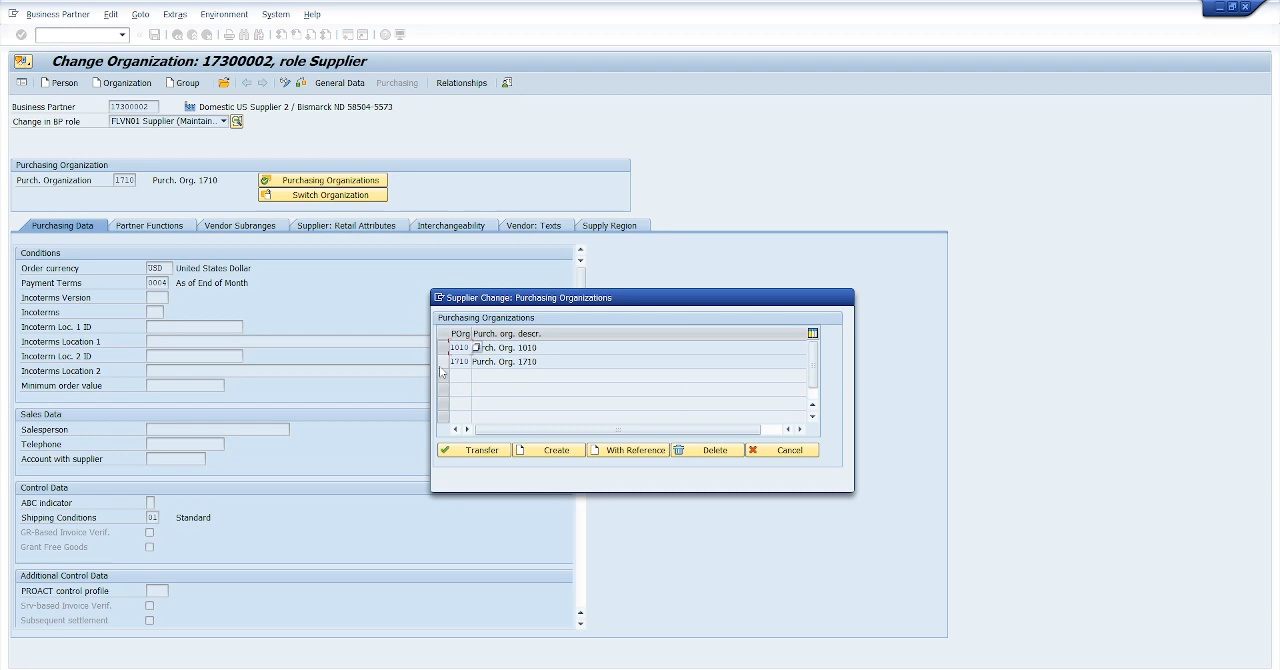 Business Partner Edit Goto Extras Environment System Help
Change Organization: 17300002, role Supplier
Person Organization Group General Data Purchasing Relationships
Business Partner 17300002 Domestic US Supplier 2 / Bismarck ND 58504-5573
Change in BP role FLVN01 Supplier (Maintain..
Purchasing Organization
Purch. Organization 1710 Purch. Org. 1710 Purchasing Organizations
Switch Organization
Purchasing Data Partner Functions Vendor Subranges Supplier: Retail Attributes Interchangeability Vendor: Texts Supply Region
Conditions
Order currency USD United States Dollar
Payment Terms 0004 As of End of Month
Incoterms Version
Incoterms
Incoterm Loc. 1 ID
Incoterms Location 1
Incoterm Loc. 2 ID
Incoterms Location 2
Minimum order value
Sales Data
Salesperson
Telephone
Account with supplier
Control Data
ABC indicator
Shipping Conditions 01 Standard
GR-Based Invoice Verif.
Grant Free Goods
Additional Control Data
PROACT control profile
Srv-based Invoice Verif.
Subsequent settlement
Supplier Change: Purchasing Organizations
Purchasing Organizations
POrg Purch. org. descr.
1010 rch. Org. 1010
1710 Purch. Org. 1710
Transfer Create With Reference Delete Cancel